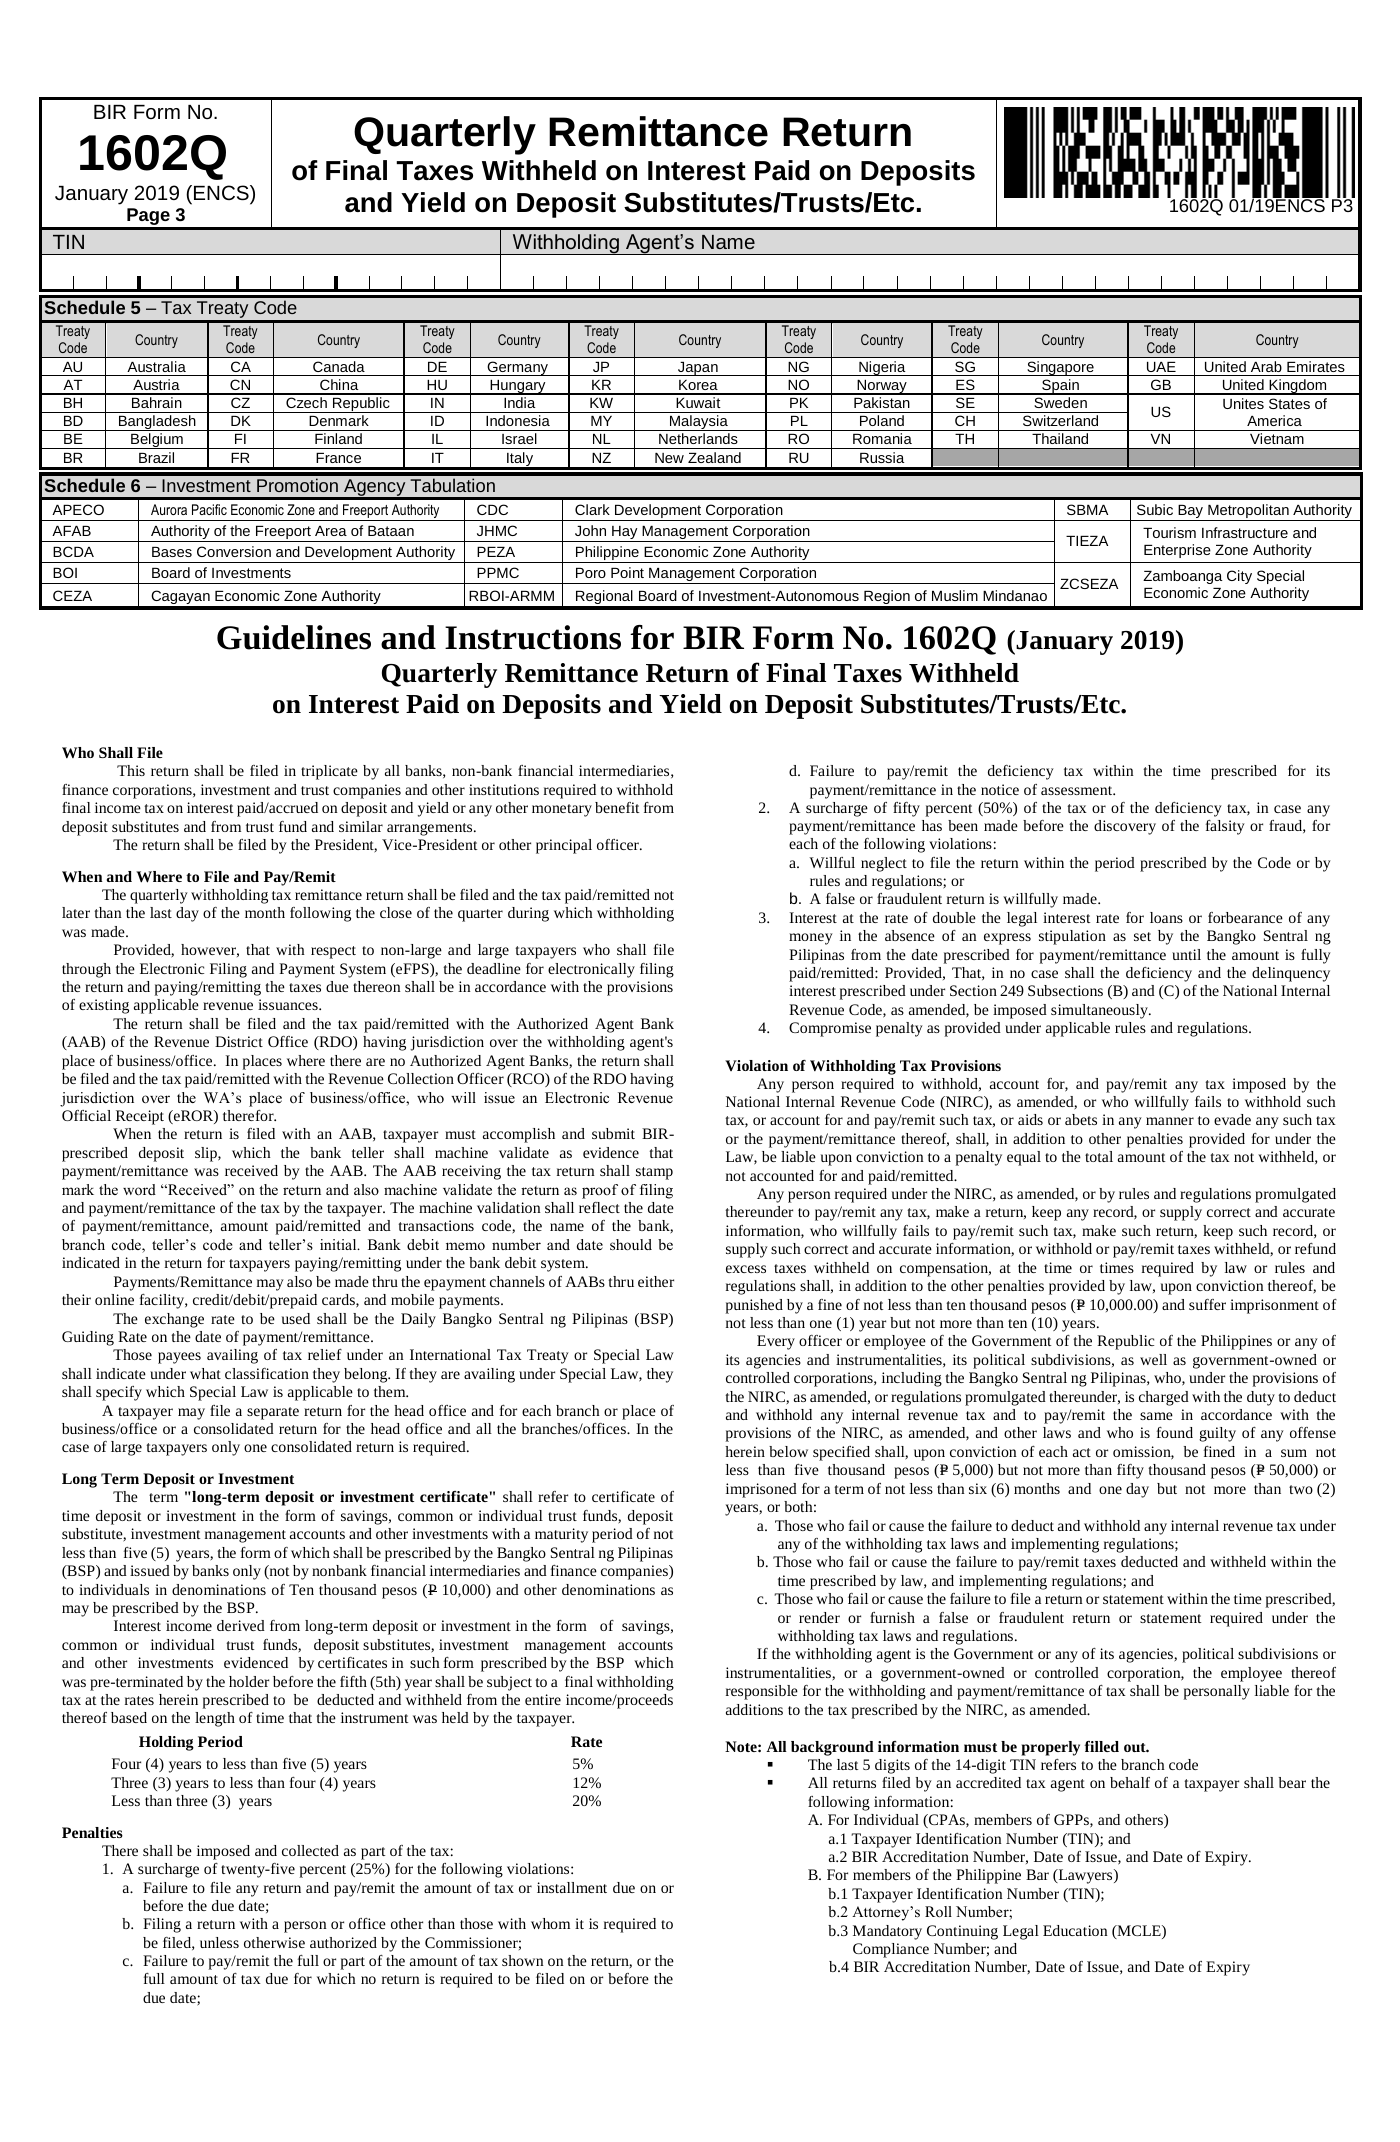 BIR Form No.
1602Q
January 2019 (ENCS)
Page 3
Quarterly Remittance Return
of Final Taxes Withheld on Interest Paid on Deposits
and Yield on Deposit Substitutes/Trusts/Etc.
1602Q 01/19ENCS P3
TIN Withholding Agent's Name
Schedule 5 – Tax Treaty Code
Treaty Code Country Treaty Code Country Treaty Code Country Treaty Code Country Treaty Code Country Treaty Code Country Treaty Code Country
AU Australia CA Canada DE Germany JP Japan NG Nigeria SG Singapore UAE United Arab Emirates
AT Austria CN China HU Hungary KR Korea NO Norway ES Spain GB United Kingdom
BH Bahrain CZ Czech Republic IN India KW Kuwait PK Pakistan SE Sweden US Unites States of
BD Bangladesh DK Denmark ID Indonesia MY Malaysia PL Poland CH Switzerland America
BE Belgium FI Finland IL Israel NL Netherlands RO Romania TH Thailand VN Vietnam
BR Brazil FR France IT Italy NZ New Zealand RU Russia
Schedule 6 – Investment Promotion Agency Tabulation
APECO Aurora Pacific Economic Zone and Freeport Authority CDC Clark Development Corporation SBMA Subic Bay Metropolitan Authority
AFAB Authority of the Freeport Area of Bataan JHMC John Hay Management Corporation TIEZA Tourism Infrastructure and
BCDA Bases Conversion and Development Authority PEZA Philippine Economic Zone Authority Enterprise Zone Authority
BOI Board of Investments PPMC Poro Point Management Corporation ZCSEZA Zamboanga City Special
CEZA Cagayan Economic Zone Authority RBOI-ARMM Regional Board of Investment-Autonomous Region of Muslim Mindanao Economic Zone Authority
Guidelines and Instructions for BIR Form No. 1602Q (January 2019)
Quarterly Remittance Return of Final Taxes Withheld
on Interest Paid on Deposits and Yield on Deposit Substitutes/Trusts/Etc.
Who Shall File
This return shall be filed in triplicate by all banks, non-bank financial intermediaries,
finance corporations, investment and trust companies and other institutions required to withhold
final income tax on interest paid/accrued on deposit and yield or any other monetary benefit from
deposit substitutes and from trust fund and similar arrangements.
The return shall be filed by the President, Vice-President or other principal officer.
When and Where to File and Pay/Remit
The quarterly withholding tax remittance return shall be filed and the tax paid/remitted not
later than the last day of the month following the close of the quarter during which withholding
was made.
Provided, however, that with respect to non-large and large taxpayers who shall file
through the Electronic Filing and Payment System (eFPS), the deadline for electronically filing
the return and paying/remitting the taxes due thereon shall be in accordance with the provisions
of existing applicable revenue issuances.
The return shall be filed and the tax paid/remitted with the Authorized Agent Bank
(AAB) of the Revenue District Office (RDO) having jurisdiction over the withholding agent's
place of business/office. In places where there are no Authorized Agent Banks, the return shall
be filed and the tax paid/remitted with the Revenue Collection Officer (RCO) of the RDO having
jurisdiction over the WA's place of business/office, who will issue an Electronic Revenue
Official Receipt (eROR) therefor.
When the return is filed with an AAB, taxpayer must accomplish and submit BIR-
prescribed deposit slip, which the bank teller shall machine validate as evidence that
payment/remittance was received by the AAB. The AAB receiving the tax return shall stamp
mark the word “Received” on the return and also machine validate the return as proof of filing
and payment/remittance of the tax by the taxpayer. The machine validation shall reflect the date
of payment/remittance, amount paid/remitted and transactions code, the name of the bank,
branch code, teller's code and teller's initial. Bank debit memo number and date should be
indicated in the return for taxpayers paying/remitting under the bank debit system.
Payments/Remittance may also be made thru the epayment channels of AABs thru either
their online facility, credit/debit/prepaid cards, and mobile payments.
The exchange rate to be used shall be the Daily Bangko Sentral ng Pilipinas (BSP)
Guiding Rate on the date of payment/remittance.
Those payees availing of tax relief under an International Tax Treaty or Special Law
shall indicate under what classification they belong. If they are availing under Special Law, they
shall specify which Special Law is applicable to them.
A taxpayer may file a separate return for the head office and for each branch or place of
business/office or a consolidated return for the head office and all the branches/offices. In the
case of large taxpayers only one consolidated return is required.
Long Term Deposit or Investment
The term "long-term deposit or investment certificate" shall refer to certificate of
time deposit or investment in the form of savings, common or individual trust funds, deposit
substitute, investment management accounts and other investments with a maturity period of not
less than five (5) years, the form of which shall be prescribed by the Bangko Sentral ng Pilipinas
(BSP) and issued by banks only (not by nonbank financial intermediaries and finance companies)
to individuals in denominations of Ten thousand pesos (₱ 10,000) and other denominations as
may be prescribed by the BSP.
Interest income derived from long-term deposit or investment in the form of savings,
common or individual trust funds, deposit substitutes, investment management accounts
and other investments evidenced by certificates in such form prescribed by the BSP which
was pre-terminated by the holder before the fifth (5th) year shall be subject to a final withholding
tax at the rates herein prescribed to be deducted and withheld from the entire income/proceeds
thereof based on the length of time that the instrument was held by the taxpayer.
Holding Period Rate
Four (4) years to less than five (5) years 5%
Three (3) years to less than four (4) years 12%
Less than three (3) years 20%
Penalties
There shall be imposed and collected as part of the tax:
1. A surcharge of twenty-five percent (25%) for the following violations:
a. Failure to file any return and pay/remit the amount of tax or installment due on or
before the due date;
b. Filing a return with a person or office other than those with whom it is required to
be filed, unless otherwise authorized by the Commissioner;
c. Failure to pay/remit the full or part of the amount of tax shown on the return, or the
full amount of tax due for which no return is required to be filed on or before the
due date;
d. Failure to pay/remit the deficiency tax within the time prescribed for its
payment/remittance in the notice of assessment.
2. A surcharge of fifty percent (50%) of the tax or of the deficiency tax, in case any
payment/remittance has been made before the discovery of the falsity or fraud, for
each of the following violations:
a. Willful neglect to file the return within the period prescribed by the Code or by
rules and regulations; or
b. A false or fraudulent return is willfully made.
3. Interest at the rate of double the legal interest rate for loans or forbearance of any
money in the absence of an express stipulation as set by the Bangko Sentral ng
Pilipinas from the date prescribed for payment/remittance until the amount is fully
paid/remitted: Provided, That, in no case shall the deficiency and the delinquency
interest prescribed under Section 249 Subsections (B) and (C) of the National Internal
Revenue Code, as amended, be imposed simultaneously.
4. Compromise penalty as provided under applicable rules and regulations.
Violation of Withholding Tax Provisions
Any person required to withhold, account for, and pay/remit any tax imposed by the
National Internal Revenue Code (NIRC), as amended, or who willfully fails to withhold such
tax, or account for and pay/remit such tax, or aids or abets in any manner to evade any such tax
or the payment/remittance thereof, shall, in addition to other penalties provided for under the
Law, be liable upon conviction to a penalty equal to the total amount of the tax not withheld, or
not accounted for and paid/remitted.
Any person required under the NIRC, as amended, or by rules and regulations promulgated
thereunder to pay/remit any tax, make a return, keep any record, or supply correct and accurate
information, who willfully fails to pay/remit such tax, make such return, keep such record, or
supply such correct and accurate information, or withhold or pay/remit taxes withheld, or refund
excess taxes withheld on compensation, at the time or times required by law or rules and
regulations shall, in addition to the other penalties provided by law, upon conviction thereof, be
punished by a fine of not less than ten thousand pesos (₱ 10,000.00) and suffer imprisonment of
not less than one (1) year but not more than ten (10) years.
Every officer or employee of the Government of the Republic of the Philippines or any of
its agencies and instrumentalities, its political subdivisions, as well as government-owned or
controlled corporations, including the Bangko Sentral ng Pilipinas, who, under the provisions of
the NIRC, as amended, or regulations promulgated thereunder, is charged with the duty to deduct
and withhold any internal revenue tax and to pay/remit the same in accordance with the
provisions of the NIRC, as amended, and other laws and who is found guilty of any offense
herein below specified shall, upon conviction of each act or omission, be fined in a sum not
less than five thousand pesos (₱ 5,000) but not more than fifty thousand pesos (₱ 50,000) or
imprisoned for a term of not less than six (6) months and one day but not more than two (2)
years, or both:
a. Those who fail or cause the failure to deduct and withhold any internal revenue tax under
any of the withholding tax laws and implementing regulations;
b. Those who fail or cause the failure to pay/remit taxes deducted and withheld within the
time prescribed by law, and implementing regulations; and
c. Those who fail or cause the failure to file a return or statement within the time prescribed,
or render or furnish a false or fraudulent return or statement required under the
withholding tax laws and regulations.
If the withholding agent is the Government or any of its agencies, political subdivisions or
instrumentalities, or a government-owned or controlled corporation, the employee thereof
responsible for the withholding and payment/remittance of tax shall be personally liable for the
additions to the tax prescribed by the NIRC, as amended.
Note: All background information must be properly filled out.
▪ The last 5 digits of the 14-digit TIN refers to the branch code
▪ All returns filed by an accredited tax agent on behalf of a taxpayer shall bear the
following information:
A. For Individual (CPAs, members of GPPs, and others)
a.1 Taxpayer Identification Number (TIN); and
a.2 BIR Accreditation Number, Date of Issue, and Date of Expiry.
B. For members of the Philippine Bar (Lawyers)
b.1 Taxpayer Identification Number (TIN);
b.2 Attorney's Roll Number;
b.3 Mandatory Continuing Legal Education (MCLE)
Compliance Number; and
b.4 BIR Accreditation Number, Date of Issue, and Date of Expiry